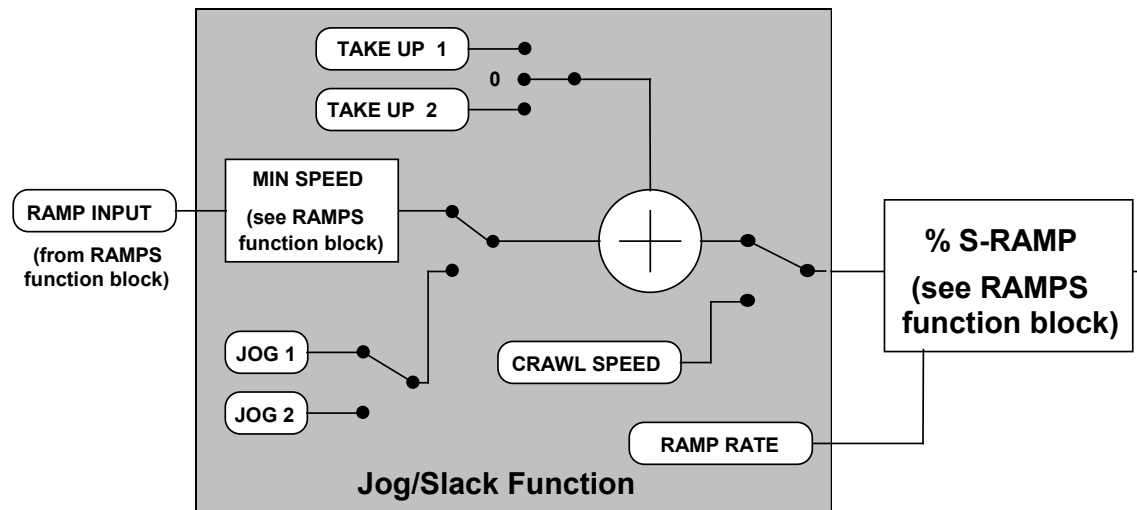 TAKE UP 1
0
TAKE UP 2
MIN SPEED
(see RAMPS
function block)
RAMP INPUT
(from RAMPS
function block)
% S-RAMP
(see RAMPS
function block)
JOG 1
JOG 2
CRAWL SPEED
RAMP RATE
Jog/Slack Function